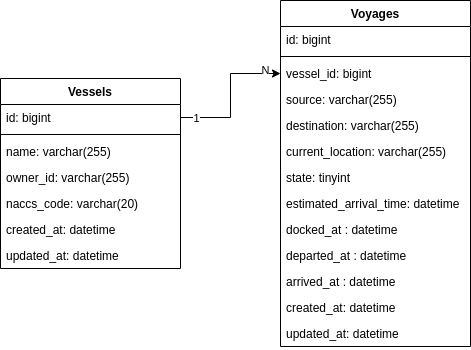 Vessels
id: bigint
name: varchar(255)
owner_id: varchar(255)
naccs_code: varchar(20)
created_at: datetime
updated_at: datetime
1
N
Voyages
id: bigint
vessel_id: bigint
source: varchar(255)
destination: varchar(255)
current_location: varchar(255)
state: tinyint
estimated_arrival_time: datetime
docked_at : datetime
departed_at : datetime
arrived_at : datetime
created_at: datetime
updated_at: datetime